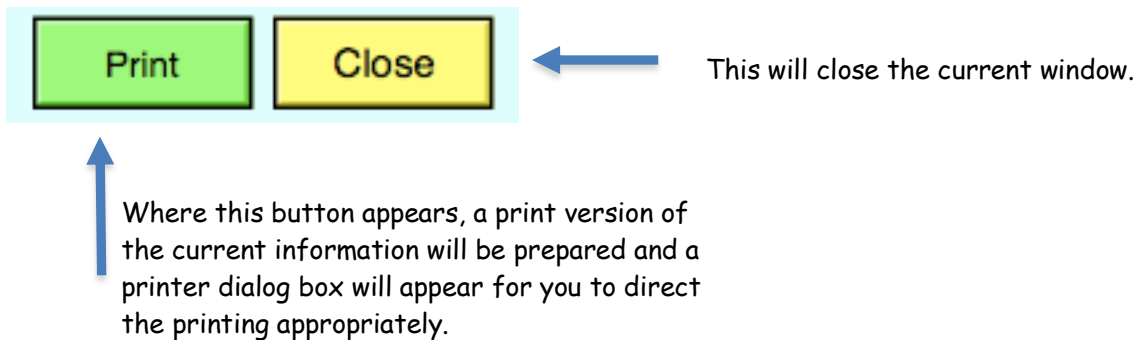 Print Close
This will close the current window.
Where this button appears, a print version of
the current information will be prepared and a
printer dialog box will appear for you to direct
the printing appropriately.